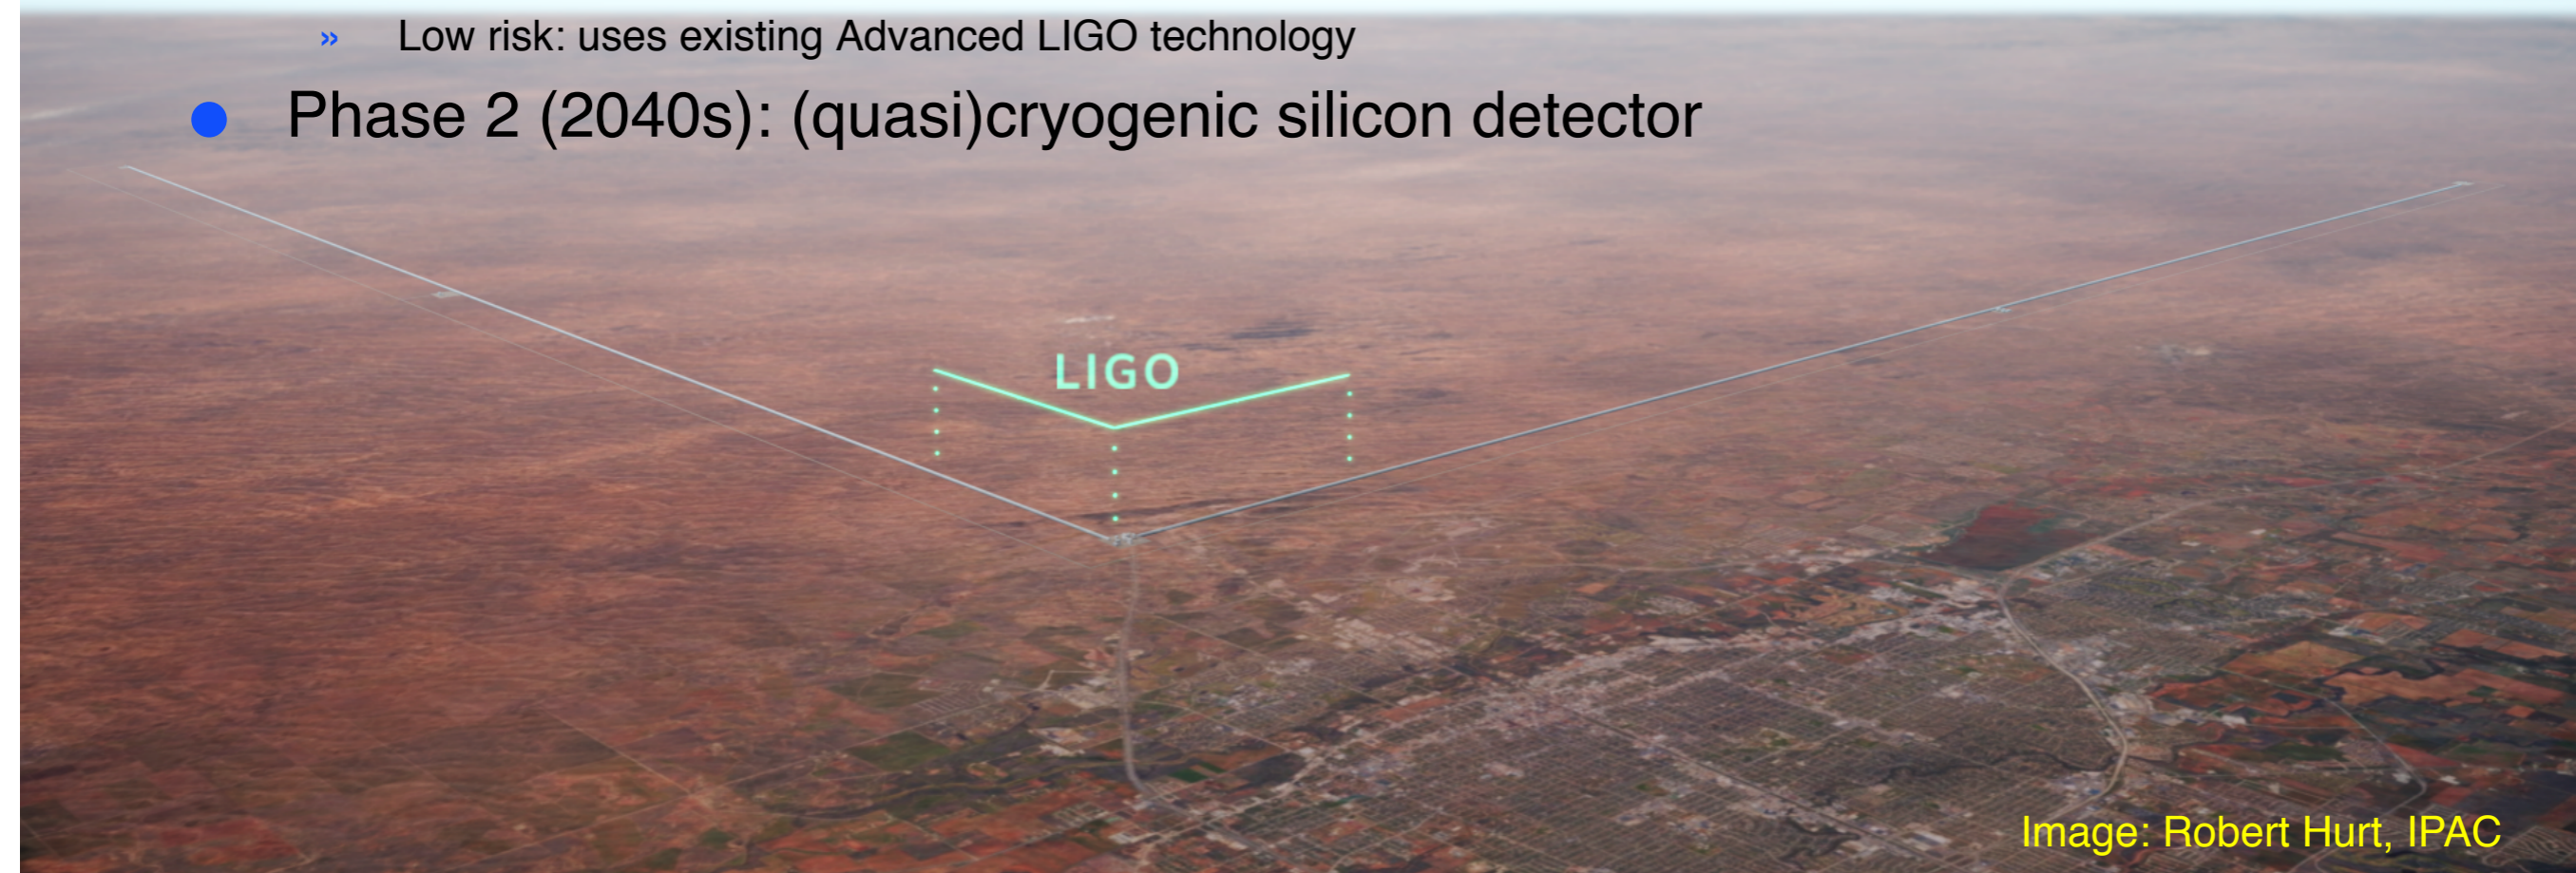 » Low risk: uses existing Advanced LIGO technology
● Phase 2 (2040s): (quasi)cryogenic silicon detector
LIGO
Image: Robert Hurt, IPAC